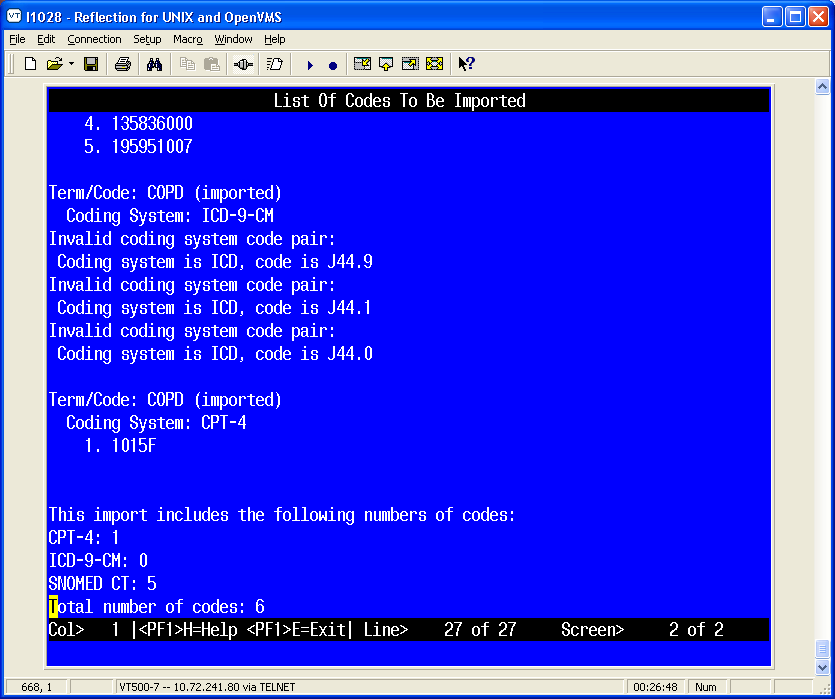 I1028 - Reflection for UNIX and OpenVMS
File Edit Connection Setup Macro Window Help
List Of Codes To Be Imported
4. 135836000
5. 195951007
Term/Code: COPD (imported)
Coding System: ICD-9-CM
Invalid coding system code pair:
Coding system is ICD, code is J44.9
Invalid coding system code pair:
Coding system is ICD, code is J44.1
Invalid coding system code pair:
Coding system is ICD, code is J44.0
Term/Code: COPD (imported)
Coding System: CPT-4
1. 1015F
This import includes the following numbers of codes:
CPT-4: 1
ICD-9-CM: 0
SNOMED CT: 5
Total number of codes: 6
Col> 1 |<PF1>H=Help <PF1>E=Exit| Line> 27 of 27 Screen> 2 of 2
668, 1 VT500-7 -- 10.72.241.80 via TELNET 00:26:48 Num